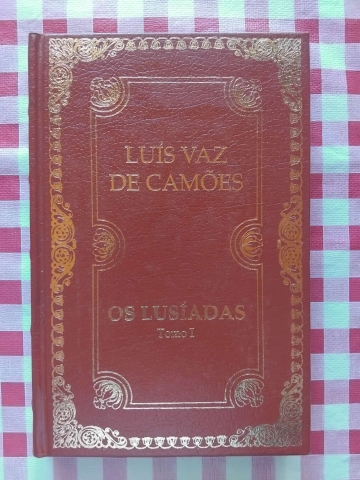 LUÍS VAZ
DE CAMÕES
OS LUSÍADAS
Tomo I